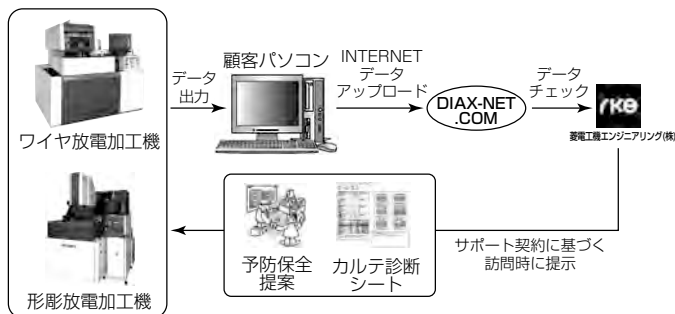 ワイヤ放電加工機
形彫放電加工機
データ
出力
顧客パソコン
INTERNET
データ
アップロード
DIAX-NET
.COM
データ
チェック
rke
菱電工機エンジニアリング(株)
予防保全
提案
カルテ診断
シート
サポート契約に基づく
訪問時に提示